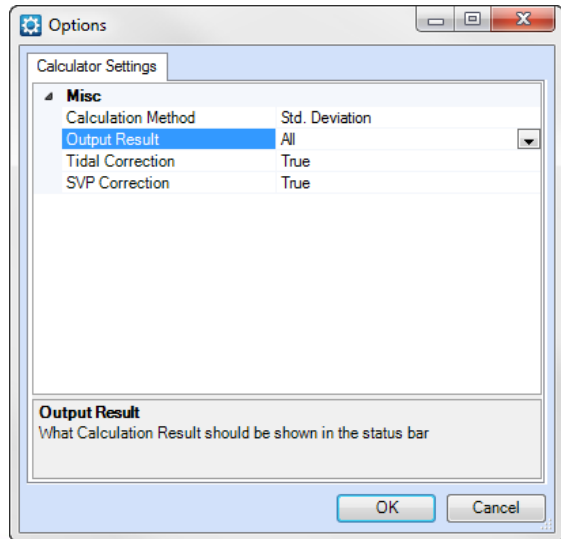 Options
Calculator Settings
Misc
Calculation Method Std. Deviation
Output Result All
Tidal Correction True
SVP Correction True
Output Result
What Calculation Result should be shown in the status bar
OK Cancel